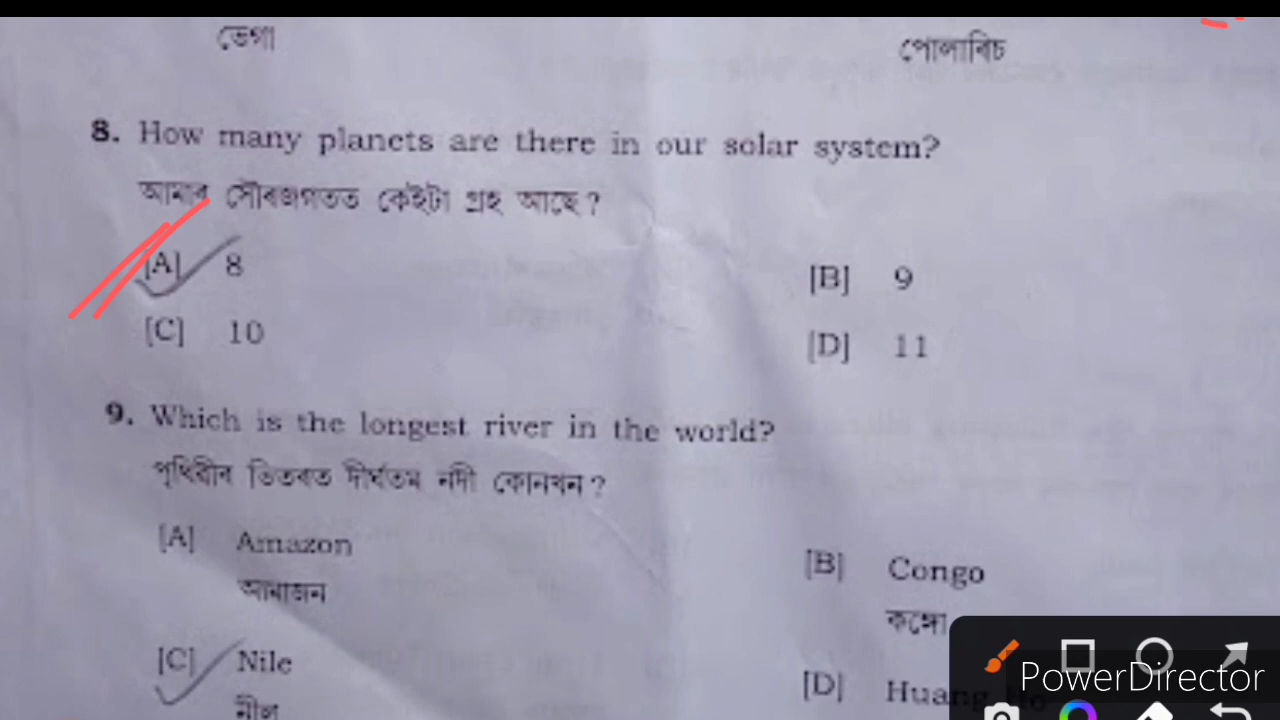 ভেগা পোলাৰিচ
8. How many planets are there in our solar system?
আমাৰ সৌৰজগতত কেইটা গ্ৰহ আছে?
[A] 8 [B] 9
[C] 10 [D] 11
9. Which is the longest river in the world?
পৃথিৱীৰ ভিতৰত দীৰ্ঘতম নদী কোনখন?
[A] Amazon [B] Congo
আমাজন কঙ্গো
[C] Nile [D] Huang Ho
নীল
PowerDirector